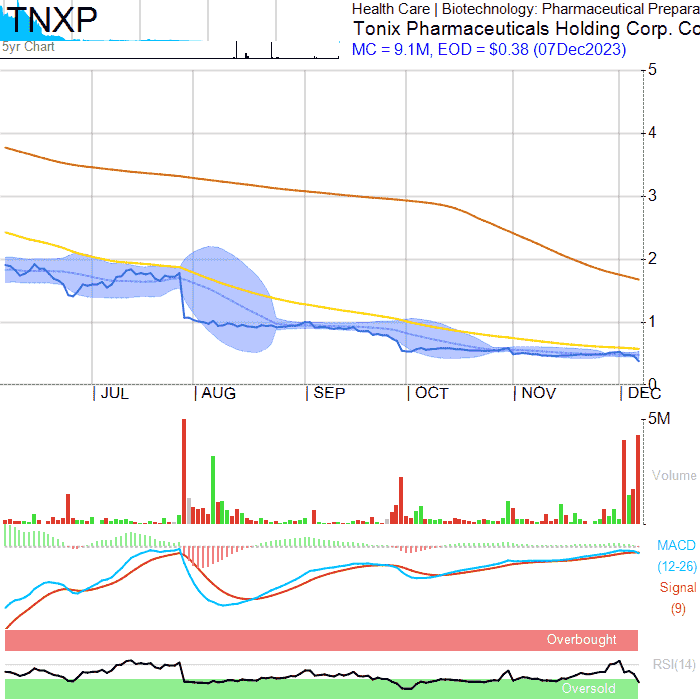 TNXP
Health Care | Biotechnology: Pharmaceutical Prepara
Tonix Pharmaceuticals Holding Corp. Co
MC = 9.1M, EOD = $0.38 (07Dec2023)
5yr Chart
5
4
3
2
1
0
| JUL | AUG | SEP | OCT | NOV | DEC
5M
Volume
MACD
(12-26)
Signal
(9)
Overbought
RSI(14)
Oversold